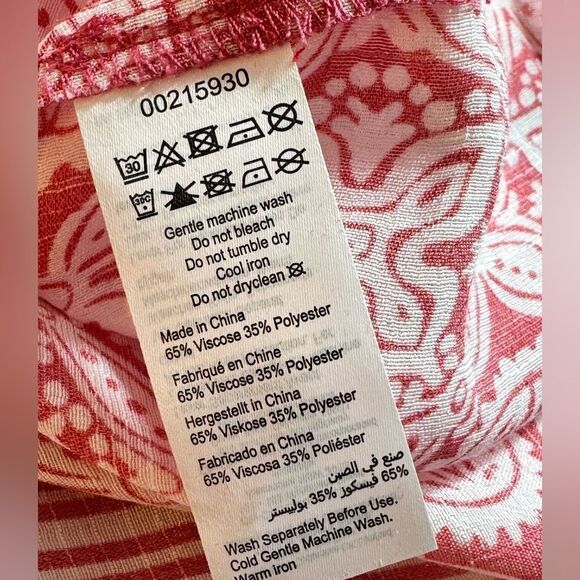 00215930
30
30C
Gentle machine wash
Do not bleach
Do not tumble dry
Cool iron
Do not dryclean
Made in China
65% Viscose 35% Polyester
Fabriqué en Chine
65% Viscose 35% Polyester
Hergestellt in China
65% Viskose 35% Polyester
Fabricado en China
65% Viscosa 35% Poliéster
صنع في الصين
65% فيسكوز 35% بوليستر
Wash Separately Before Use.
Cold Gentle Machine Wash.
Warm iron